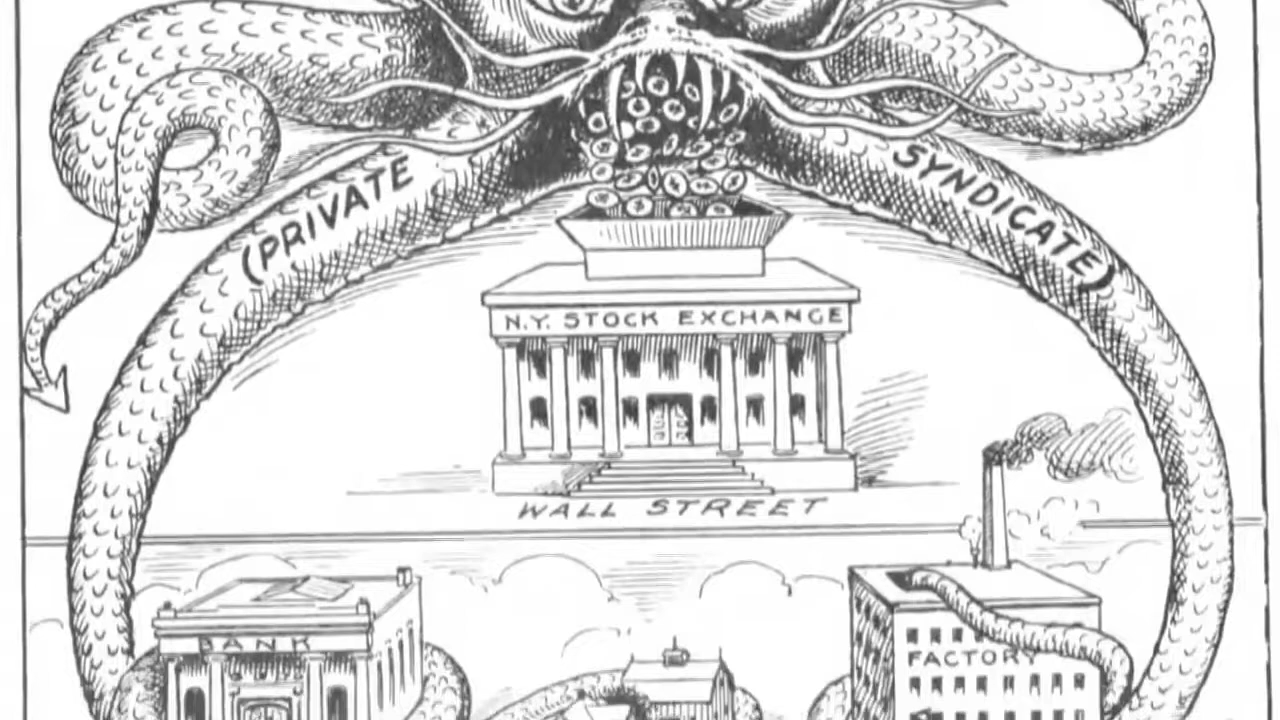 (PRIVATE
SYNDICATE)
N.Y. STOCK EXCHANGE
WALL STREET
BANK
FACTORY